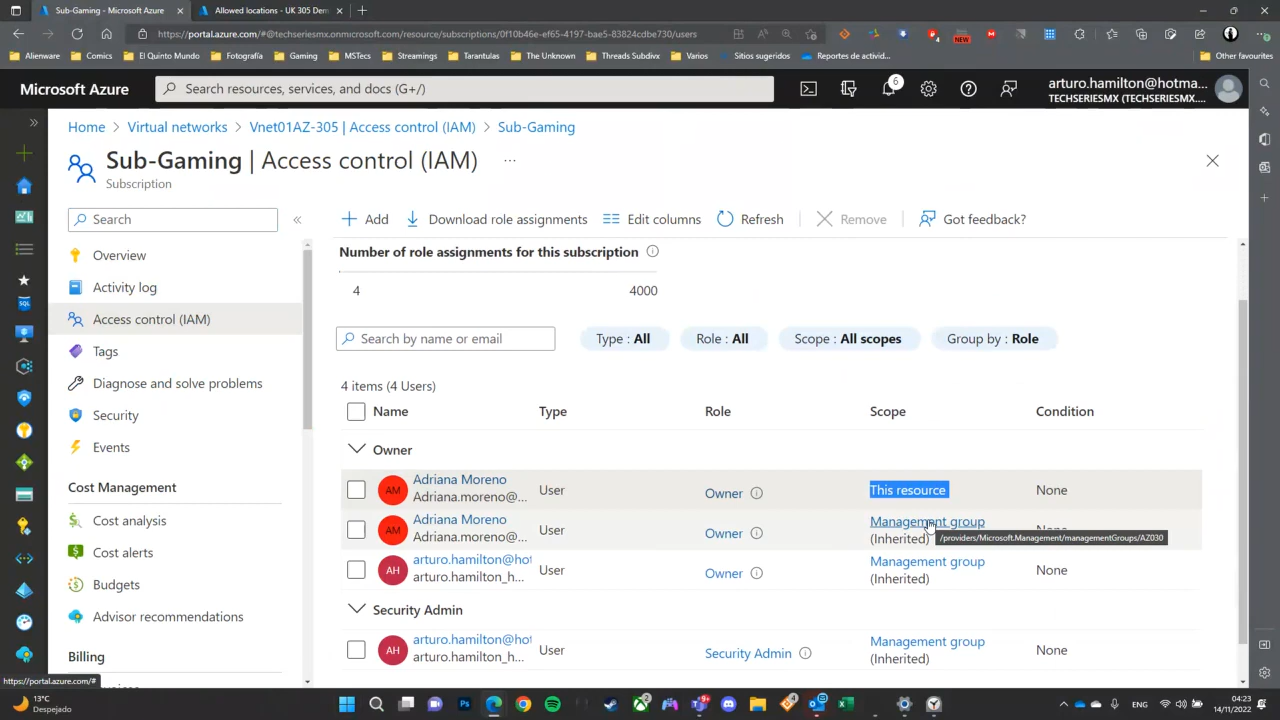 Sub-Gaming - Microsoft Azure
Allowed locations - UK 305 Dem
https://portal.azure.com/#@techseriesmx.onmicrosoft.com/resource/subscriptions/0f10b46e-ef65-4197-bae5-83824cdbe730/users
Alienware
Comics
El Quinto Mundo
Fotografía
Gaming
MSTecs
Streamings
Tarantulas
The Unknown
Threads Subdivx
Varios
Sitios sugeridos
Reportes de activid...
Other favourites
Microsoft Azure
Search resources, services, and docs (G+/)
6
arturo.hamilton@hotma...
TECHSERIESMX (TECHSERIESMX....
Home > Virtual networks > Vnet01AZ-305 | Access control (IAM) > Sub-Gaming
Sub-Gaming | Access control (IAM) ...
Subscription
Search
Add
Download role assignments
Edit columns
Refresh
Remove
Got feedback?
Overview
Activity log
Access control (IAM)
Tags
Diagnose and solve problems
Security
Events
Cost Management
Cost analysis
Cost alerts
Budgets
Advisor recommendations
Billing
Number of role assignments for this subscription
4 4000
Search by name or email
Type : All
Role : All
Scope : All scopes
Group by : Role
4 items (4 Users)
Name Type Role Scope Condition
Owner
Adriana Moreno
Adriana.moreno@...
User Owner This resource None
Adriana Moreno
Adriana.moreno@...
User Owner Management group
(Inherited)
/providers/Microsoft.Management/managementGroups/AZ030
arturo.hamilton@hot
arturo.hamilton_h...
User Owner Management group
(Inherited)
None
Security Admin
arturo.hamilton@hot
arturo.hamilton_h...
User Security Admin Management group
(Inherited)
None
AM
AM
AH
AH
https://portal.azure.com/#
13°C
Despejado
04:23
14/11/2022